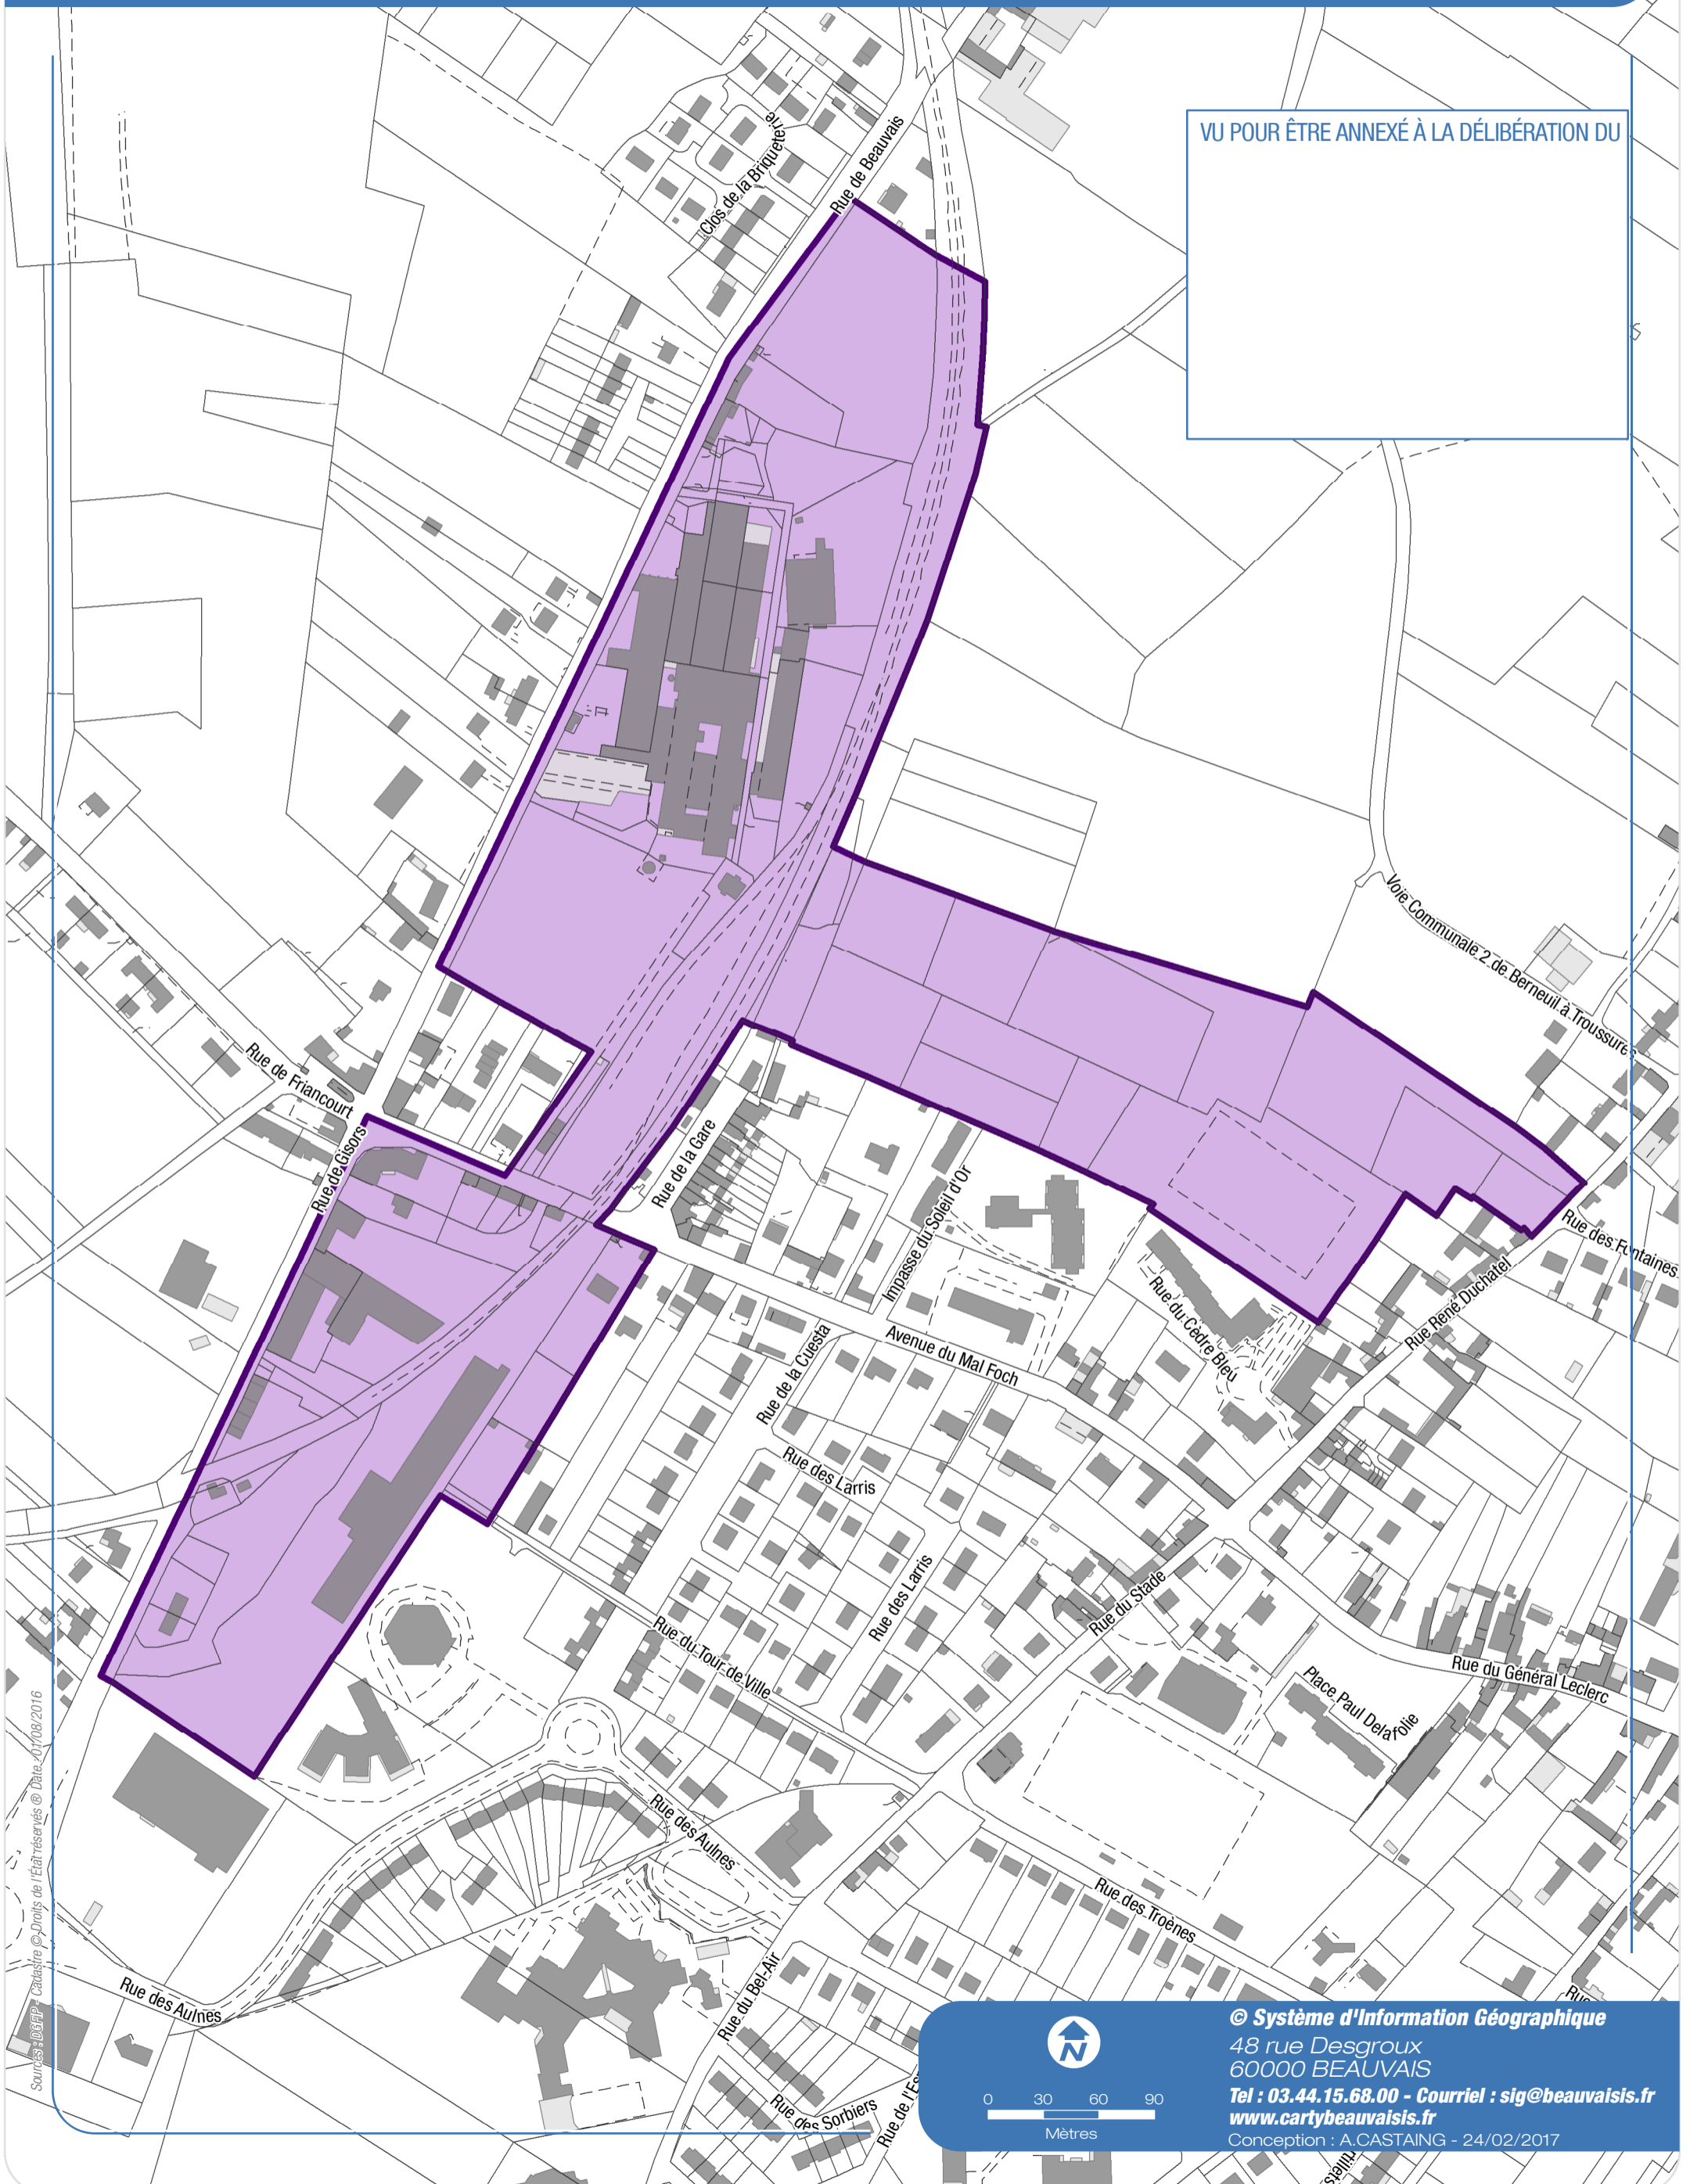 VU POUR ÊTRE ANNEXÉ À LA DÉLIBÉRATION DU
Clos de la Briqueterie
Rue de Beauvais
Voie Communale 2 de Berneuil à Troussures
Rue de Friancourt
Rue de Gisors
Rue de la Gare
Impasse du Soleil d'Or
Rue des Fontaines
Rue René Duchatel
Rue du Cèdre Bleu
Avenue du Mal Foch
Rue de la Cuesta
Rue des Larris
Rue des Larris
Rue du Stade
Rue du Tour de Ville
Rue du Général Leclerc
Place Paul Delafolie
Rue des Aulnes
Rue des Troènes
Rue des Aulnes
Rue du Bel-Air
Rue des Sorbiers
Rue de l'Es
Rue
Sources : DGFIP - Cadastre © Droits de l'État réservés ® Date : 01/08/2016
N
0 30 60 90
Mètres
© Système d'Information Géographique
48 rue Desgroux
60000 BEAUVAIS
Tel : 03.44.15.68.00 - Courriel : sig@beauvaisis.fr
www.cartybeauvaisis.fr
Conception : A.CASTAING - 24/02/2017